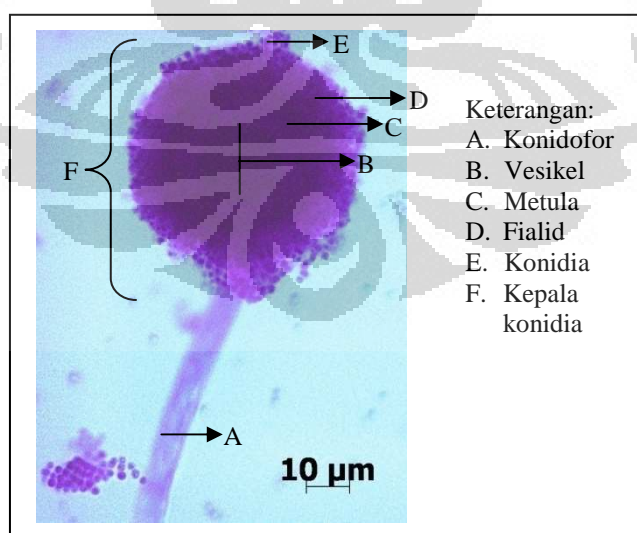 E
D
C
B
F
A
10 µm
Keterangan:
A. Konidofor
B. Vesikel
C. Metula
D. Fialid
E. Konidia
F. Kepala
konidia